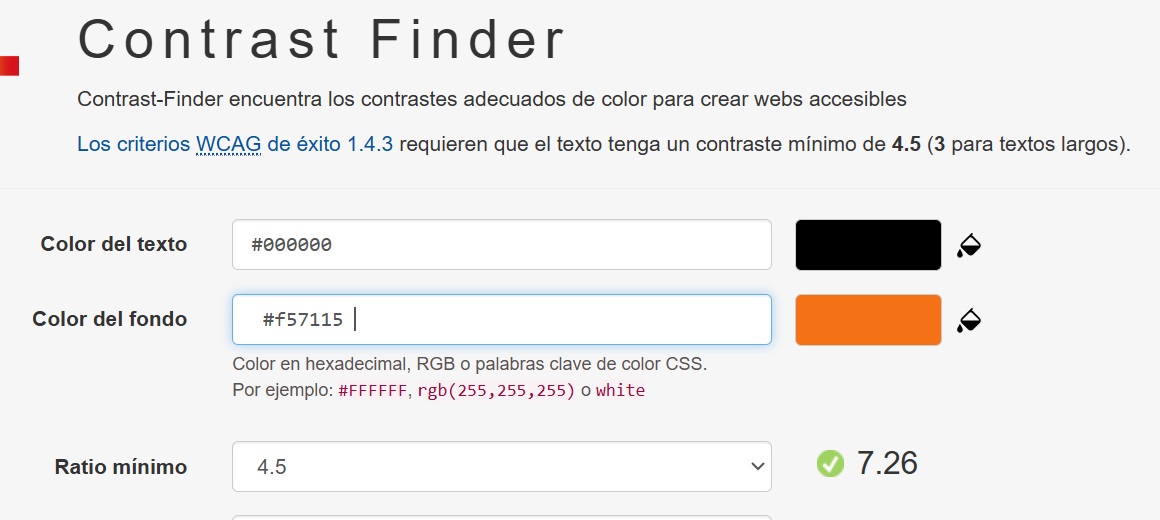 Contrast Finder
Contrast-Finder encuentra los contrastes adecuados de color para crear webs accesibles
Los criterios WCAG de éxito 1.4.3 requieren que el texto tenga un contraste mínimo de 4.5 (3 para textos largos).
Color del texto #000000
Color del fondo #f57115
Color en hexadecimal, RGB o palabras clave de color CSS.
Por ejemplo: #FFFFFF, rgb(255,255,255) o white
Ratio mínimo 4.5 7.26